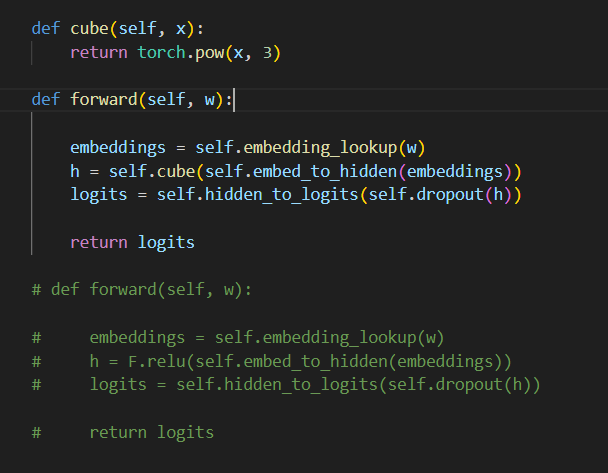 def cube(self, x):
    return torch.pow(x, 3)
def forward(self, w):
    embeddings = self.embedding_lookup(w)
    h = self.cube(self.embed_to_hidden(embeddings))
    logits = self.hidden_to_logits(self.dropout(h))
    return logits
# def forward(self, w):
#     embeddings = self.embedding_lookup(w)
#     h = F.relu(self.embed_to_hidden(embeddings))
#     logits = self.hidden_to_logits(self.dropout(h))
#     return logits